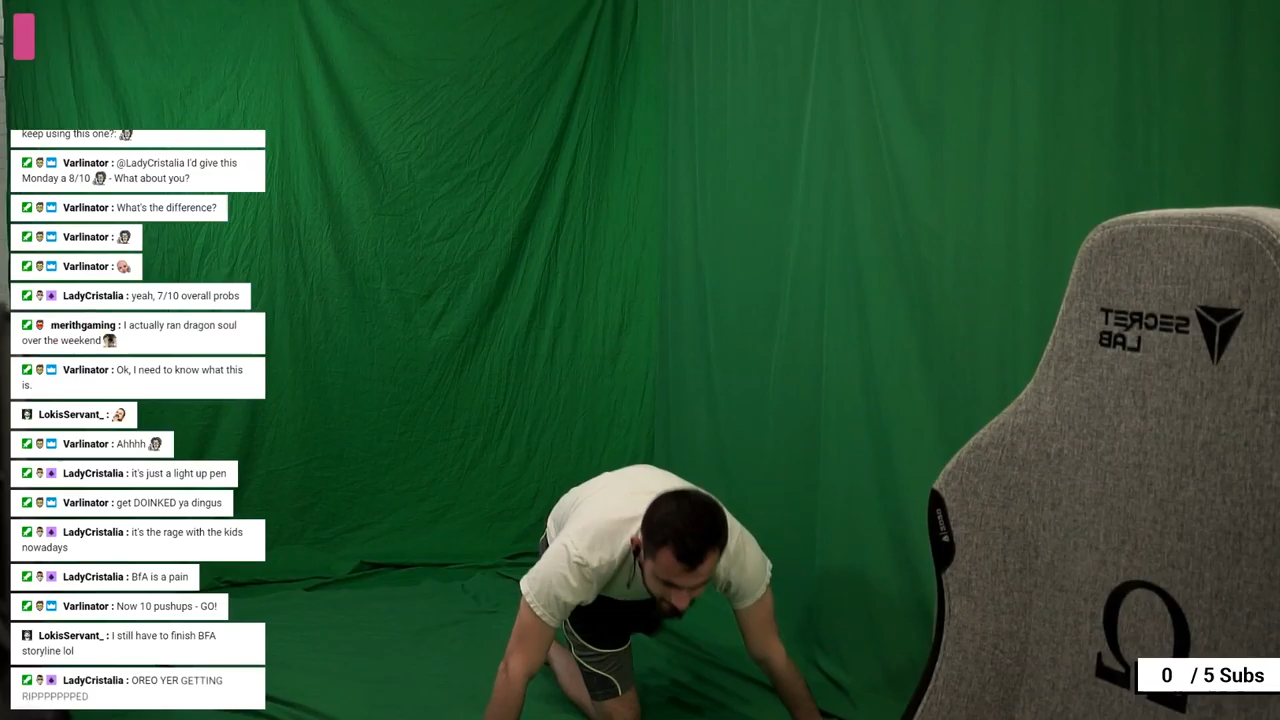 keep using this one?:
Varlinator : @LadyCristalia I'd give this
Monday a 8/10 - What about you?
Varlinator : What's the difference?
Varlinator :
Varlinator :
LadyCristalia : yeah, 7/10 overall probs
merithgaming : I actually ran dragon soul
over the weekend
Varlinator : Ok, I need to know what this
is.
LokisServant_ :
Varlinator : Ahhhh
LadyCristalia : it's just a light up pen
Varlinator : get DOINKED ya dingus
LadyCristalia : it's the rage with the kids
nowadays
LadyCristalia : BfA is a pain
Varlinator : Now 10 pushups - GO!
LokisServant_ : I still have to finish BFA
storyline lol
LadyCristalia : OREO YER GETTING
RIPPPPPPPED
SECRET
LAB
0 / 5 Subs